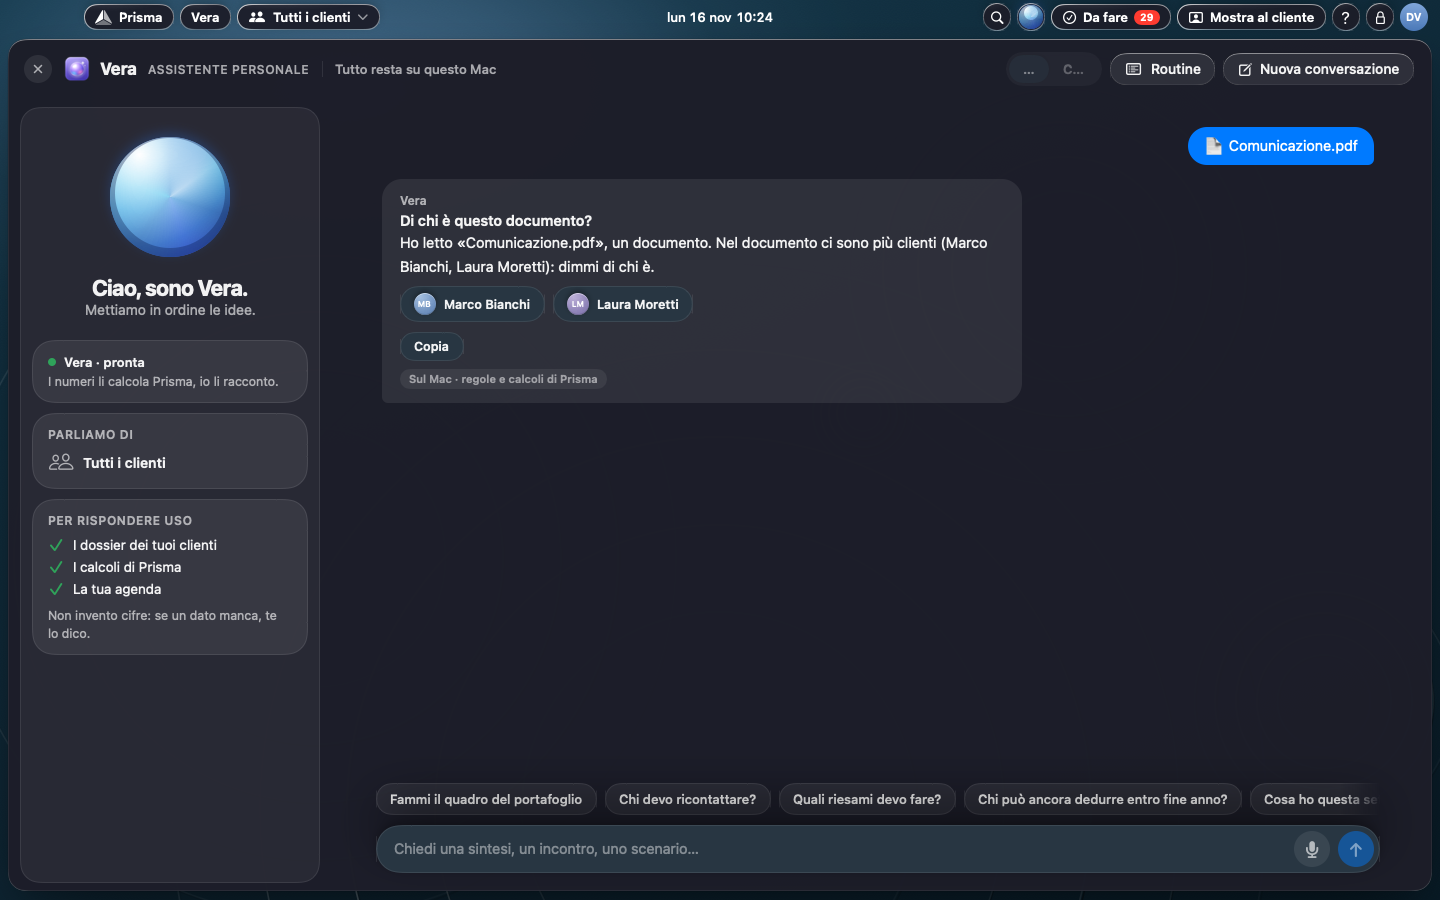 Prisma
Vera
Tutti i clienti
lun 16 nov 10:24
Da fare 29
Mostra al cliente
?
DV
Vera ASSISTENTE PERSONALE
Tutto resta su questo Mac
...
C...
Routine
Nuova conversazione
Ciao, sono Vera.
Mettiamo in ordine le idee.
Vera · pronta
I numeri li calcola Prisma, io li racconto.
PARLIAMO DI
Tutti i clienti
PER RISPONDERE USO
I dossier dei tuoi clienti
I calcoli di Prisma
La tua agenda
Non invento cifre: se un dato manca, te
lo dico.
Comunicazione.pdf
Vera
Di chi è questo documento?
Ho letto «Comunicazione.pdf», un documento. Nel documento ci sono più clienti (Marco
Bianchi, Laura Moretti): dimmi di chi è.
MB Marco Bianchi
LM Laura Moretti
Copia
Sul Mac · regole e calcoli di Prisma
Fammi il quadro del portafoglio
Chi devo ricontattare?
Quali riesami devo fare?
Chi può ancora dedurre entro fine anno?
Cosa ho questa se
Chiedi una sintesi, un incontro, uno scenario...